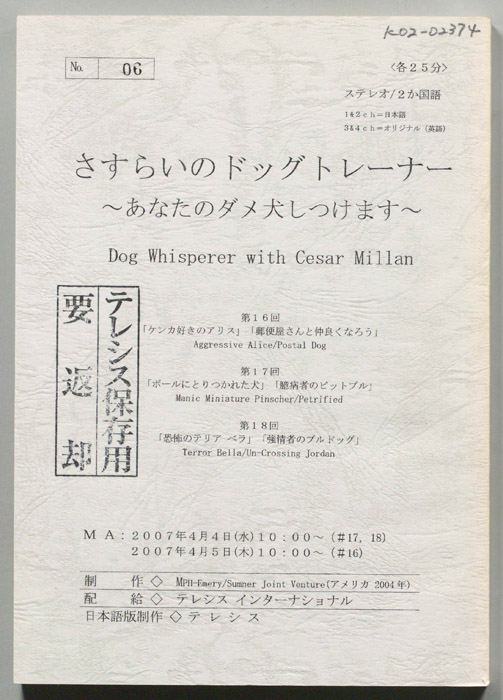 K02-02374
No. 06
〈各25分〉
ステレオ/2か国語
1&2ch=日本語
3&4ch=オリジナル(英語)
さすらいのドッグトレーナー
～あなたのダメ犬しつけます～
Dog Whisperer with Cesar Millan
テレシス保存用
要返却
第16回
「ケンカ好きのアリス」「郵便屋さんと仲良くなろう」
Aggressive Alice/Postal Dog
第17回
「ボールにとりつかれた犬」「臆病者のピットブル」
Manic Miniature Pinscher/Petrified
第18回
「恐怖のテリア ベラ」「強情者のブルドッグ」
Terror Bella/Un-Crossing Jordan
MA:2007年4月4日(水)10:00~(#17, 18)
2007年4月5日(木)10:00~(#16)
制作◇ MPH-Emery/Sumner Joint Venture(アメリカ 2004年)
配給◇ テレシス インターナショナル
日本語版制作◇テレシス